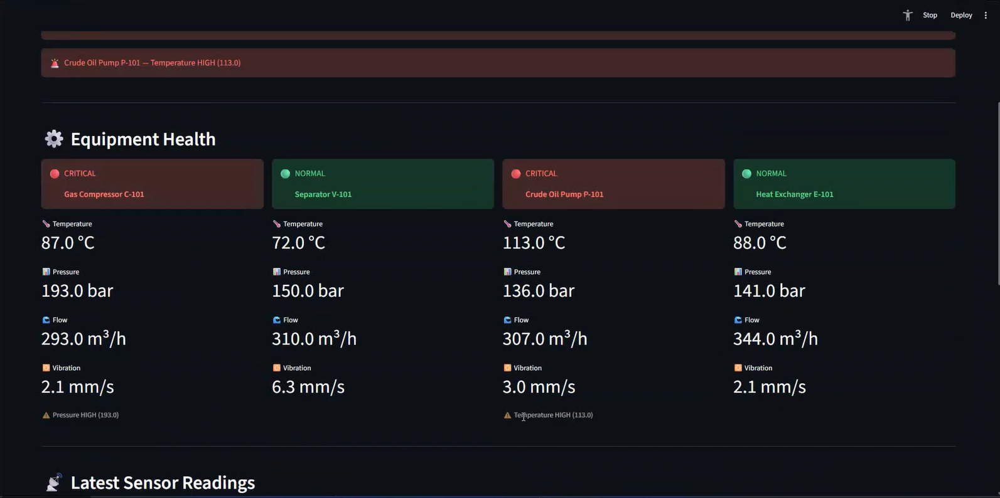 Stop Deploy
Crude Oil Pump P-101 — Temperature HIGH (113.0)
Equipment Health
CRITICAL
Gas Compressor C-101
Temperature
87.0 °C
Pressure
193.0 bar
Flow
293.0 m³/h
Vibration
2.1 mm/s
Pressure HIGH (193.0)
NORMAL
Separator V-101
Temperature
72.0 °C
Pressure
150.0 bar
Flow
310.0 m³/h
Vibration
6.3 mm/s
CRITICAL
Crude Oil Pump P-101
Temperature
113.0 °C
Pressure
136.0 bar
Flow
307.0 m³/h
Vibration
3.0 mm/s
Temperature HIGH (113.0)
NORMAL
Heat Exchanger E-101
Temperature
88.0 °C
Pressure
141.0 bar
Flow
344.0 m³/h
Vibration
2.1 mm/s
Latest Sensor Readings